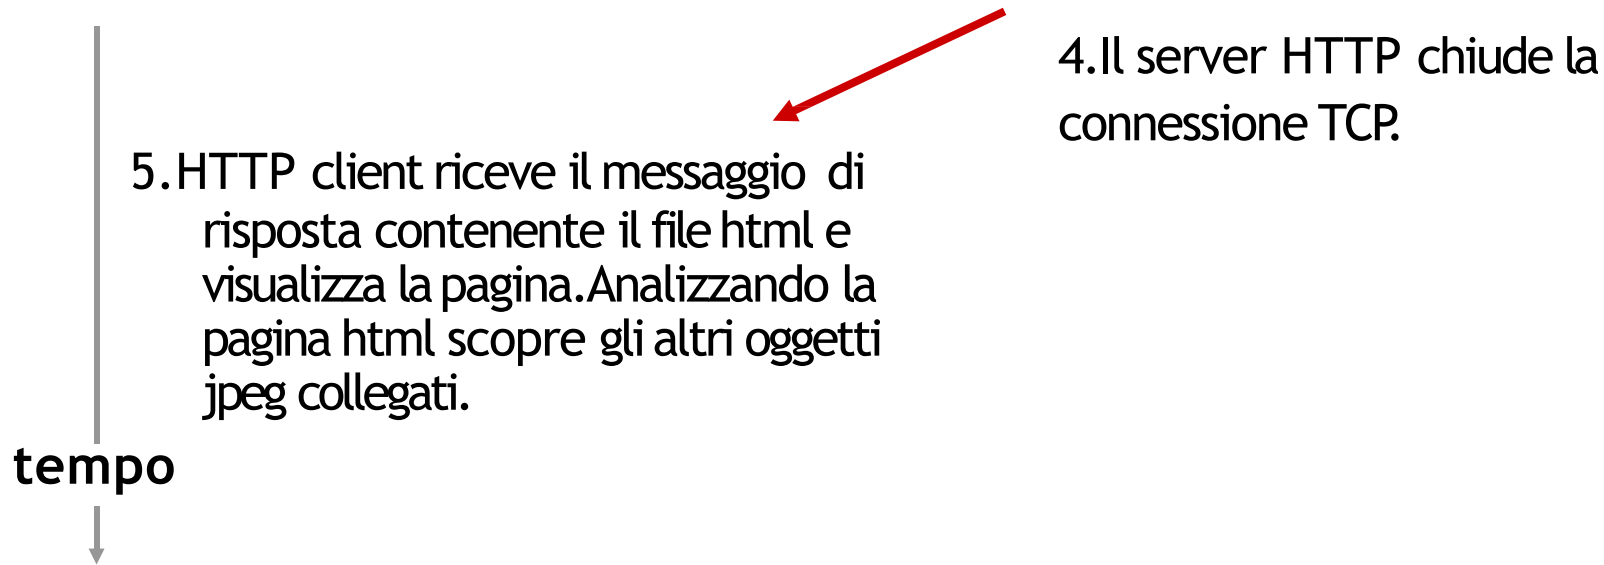 4.Il server HTTP chiude la
connessione TCP.
5.HTTP client riceve il messaggio di
risposta contenente il file html e
visualizza la pagina.Analizzando la
pagina html scopre gli altri oggetti
jpeg collegati.
tempo